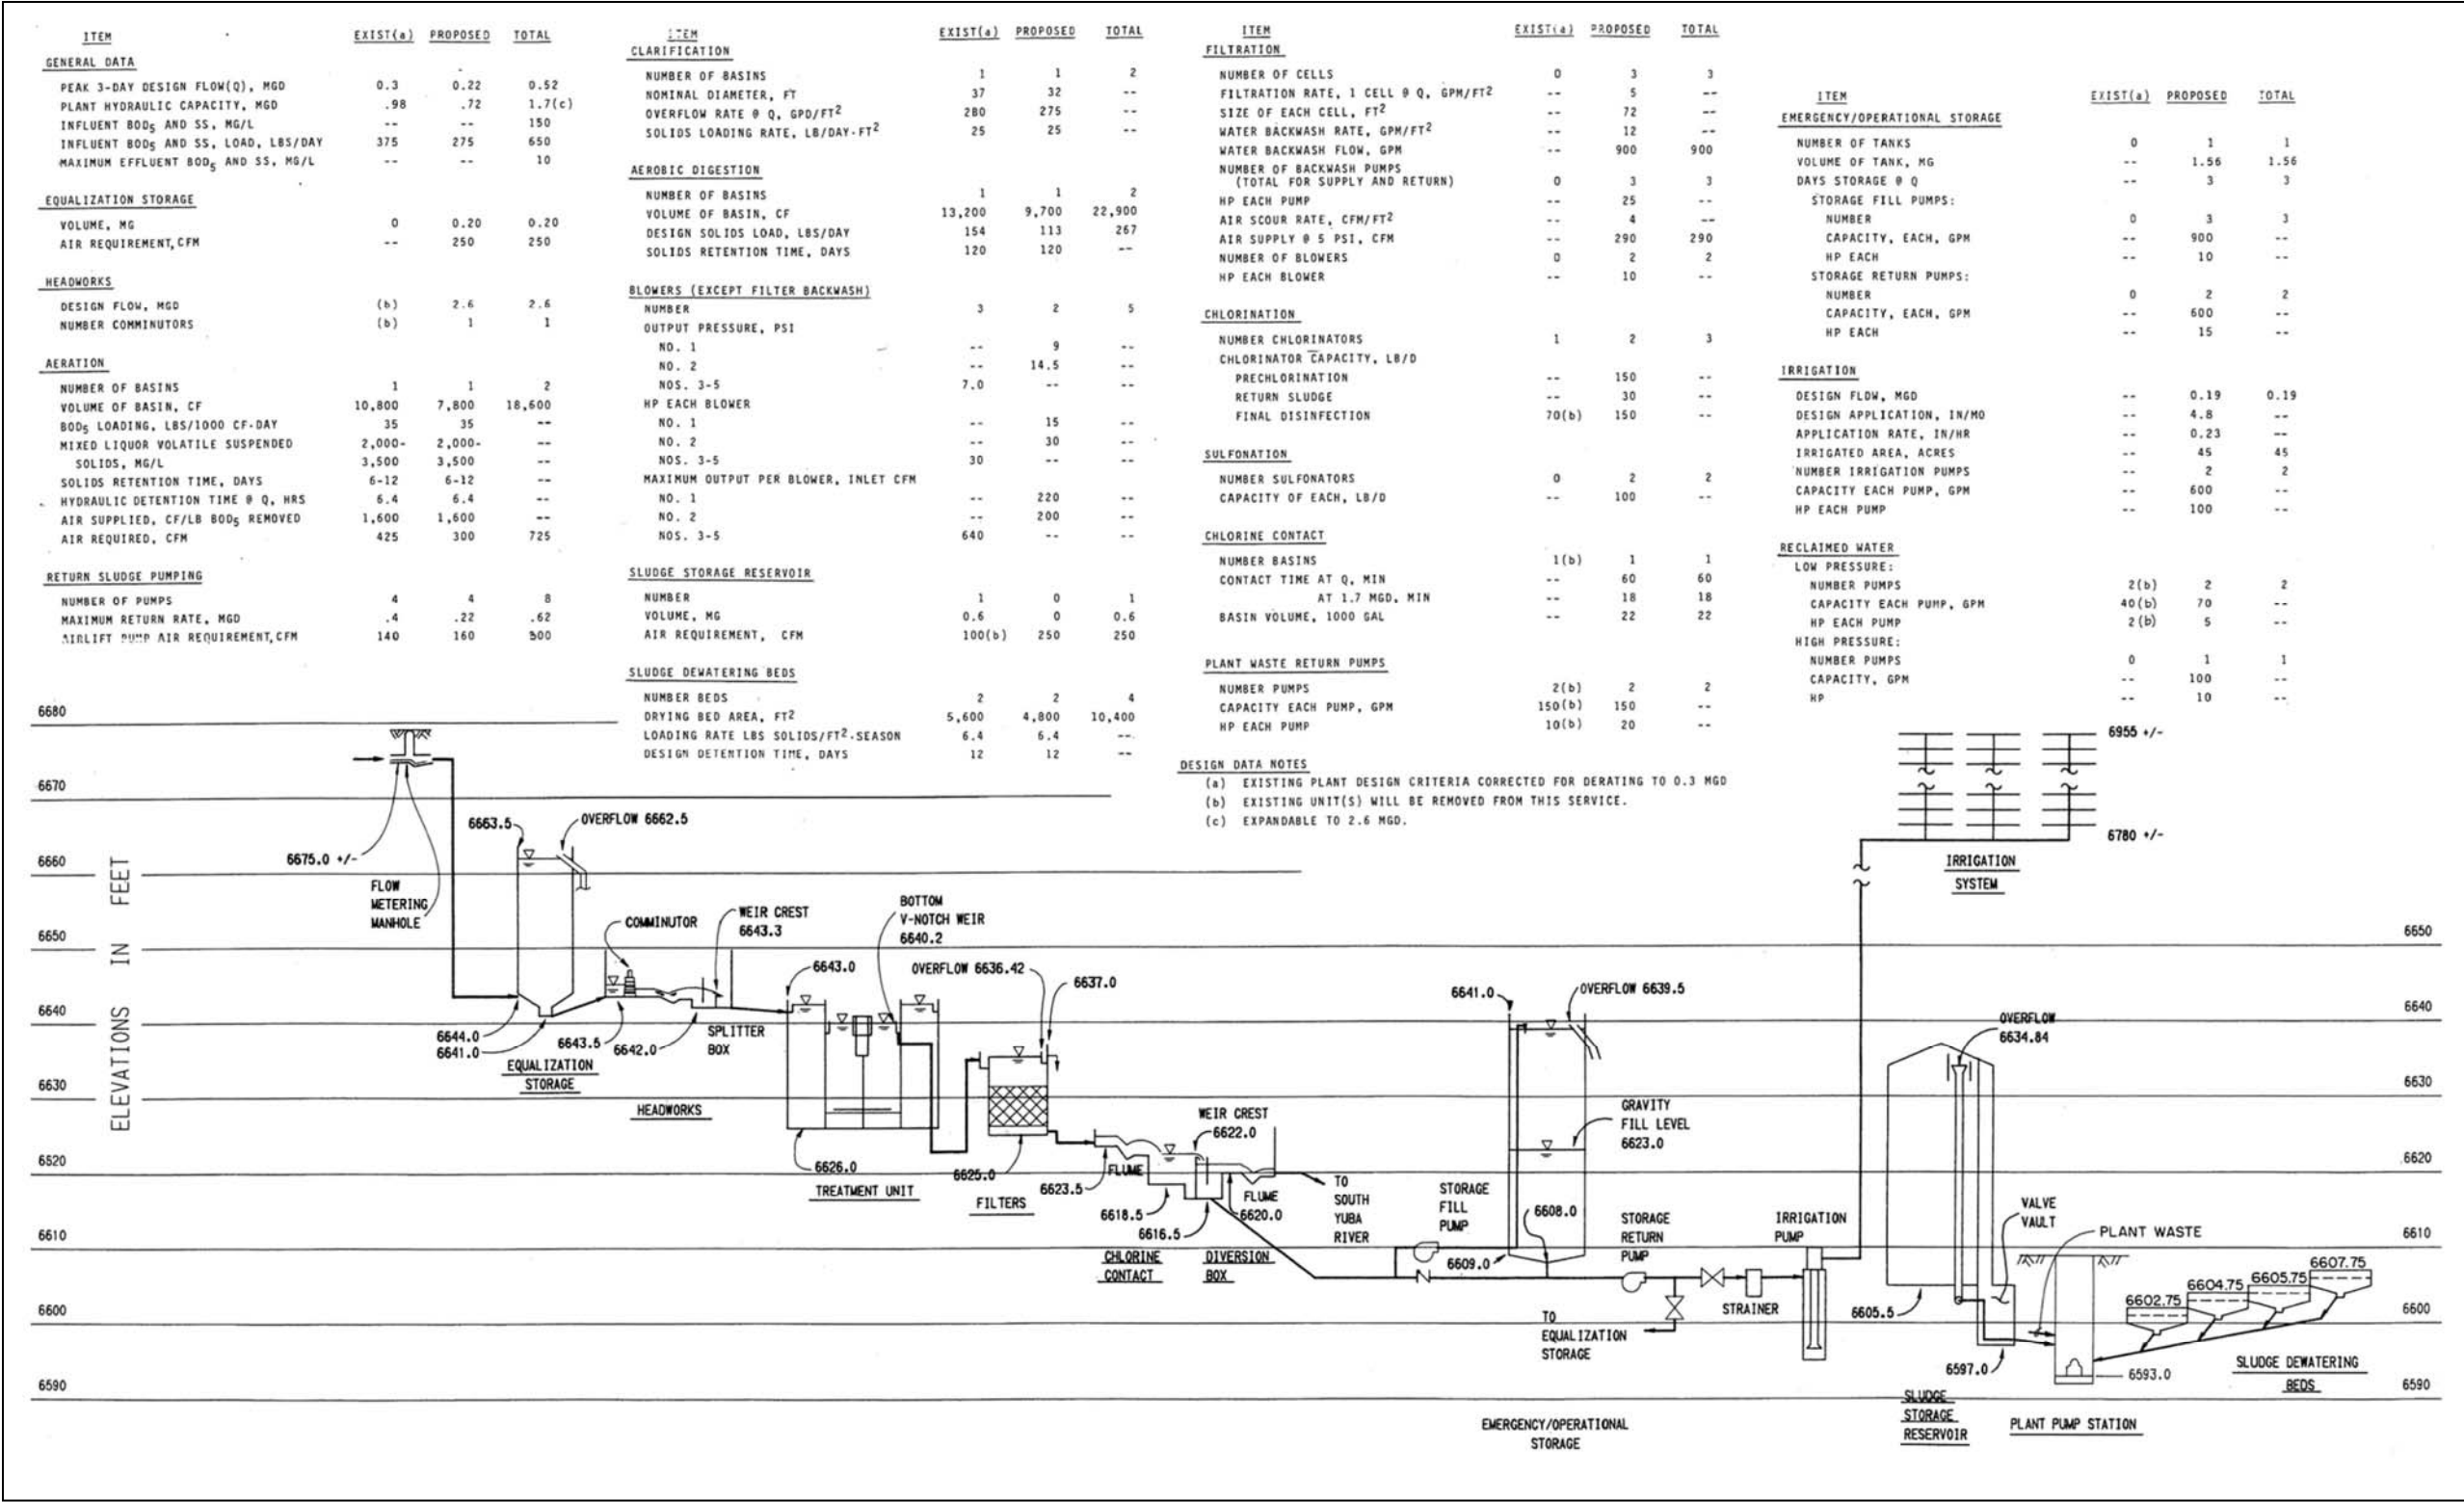 ITEM EXIST(a) PROPOSED TOTAL
GENERAL DATA
PEAK 3-DAY DESIGN FLOW(Q), MGD 0.3 0.22 0.52
PLANT HYDRAULIC CAPACITY, MGD .98 .72 1.7(c)
INFLUENT BOD5 AND SS, MG/L -- -- 150
INFLUENT BOD5 AND SS, LOAD, LBS/DAY 375 275 650
MAXIMUM EFFLUENT BOD5 AND SS, MG/L -- -- 10
EQUALIZATION STORAGE
VOLUME, MG 0 0.20 0.20
AIR REQUIREMENT,CFM -- 250 250
HEADWORKS
DESIGN FLOW, MGD (b) 2.6 2.6
NUMBER COMMINUTORS (b) 1 1
AERATION
NUMBER OF BASINS 1 1 2
VOLUME OF BASIN, CF 10,800 7,800 18,600
BOD5 LOADING, LBS/1000 CF-DAY 35 35 --
MIXED LIQUOR VOLATILE SUSPENDED 2,000- 2,000- --
SOLIDS, MG/L 3,500 3,500 --
SOLIDS RETENTION TIME, DAYS 6-12 6-12 --
HYDRAULIC DETENTION TIME @ Q, HRS 6.4 6.4 --
AIR SUPPLIED, CF/LB BOD5 REMOVED 1,600 1,600 --
AIR REQUIRED, CFM 425 300 725
RETURN SLUDGE PUMPING
NUMBER OF PUMPS 4 4 8
MAXIMUM RETURN RATE, MGD .4 .22 .62
AIRLIFT PUMP AIR REQUIREMENT,CFM 140 160 300
ITEM EXIST(a) PROPOSED TOTAL
CLARIFICATION
NUMBER OF BASINS 1 1 2
NOMINAL DIAMETER, FT 37 32 --
OVERFLOW RATE @ Q, GPD/FT2 280 275 --
SOLIDS LOADING RATE, LB/DAY-FT2 25 25 --
AEROBIC DIGESTION
NUMBER OF BASINS 1 1 2
VOLUME OF BASIN, CF 13,200 9,700 22,900
DESIGN SOLIDS LOAD, LBS/DAY 154 113 267
SOLIDS RETENTION TIME, DAYS 120 120 --
BLOWERS (EXCEPT FILTER BACKWASH)
NUMBER 3 2 5
OUTPUT PRESSURE, PSI
NO. 1 -- 9 --
NO. 2 -- 14.5 --
NOS. 3-5 7.0 -- --
HP EACH BLOWER
NO. 1 -- 15 --
NO. 2 -- 30 --
NOS. 3-5 30 -- --
MAXIMUM OUTPUT PER BLOWER, INLET CFM
NO. 1 -- 220 --
NO. 2 -- 200 --
NOS. 3-5 640 -- --
SLUDGE STORAGE RESERVOIR
NUMBER 1 0 1
VOLUME, MG 0.6 0 0.6
AIR REQUIREMENT, CFM 100(b) 250 250
SLUDGE DEWATERING BEDS
NUMBER BEDS 2 2 4
DRYING BED AREA, FT2 5,600 4,800 10,400
LOADING RATE LBS SOLIDS/FT2-SEASON 6.4 6.4 --
DESIGN DETENTION TIME, DAYS 12 12 --
ITEM EXIST(a) PROPOSED TOTAL
FILTRATION
NUMBER OF CELLS 0 3 3
FILTRATION RATE, 1 CELL @ Q, GPM/FT2 -- 5 --
SIZE OF EACH CELL, FT2 -- 72 --
WATER BACKWASH RATE, GPM/FT2 -- 12 --
WATER BACKWASH FLOW, GPM -- 900 900
NUMBER OF BACKWASH PUMPS
(TOTAL FOR SUPPLY AND RETURN) 0 3 3
HP EACH PUMP -- 25 --
AIR SCOUR RATE, CFM/FT2 -- 4 --
AIR SUPPLY @ 5 PSI, CFM -- 290 290
NUMBER OF BLOWERS 0 2 2
HP EACH BLOWER -- 10 --
CHLORINATION
NUMBER CHLORINATORS 1 2 3
CHLORINATOR CAPACITY, LB/D
PRECHLORINATION -- 150 --
RETURN SLUDGE -- 30 --
FINAL DISINFECTION 70(b) 150 --
SULFONATION
NUMBER SULFONATORS 0 2 2
CAPACITY OF EACH, LB/D -- 100 --
CHLORINE CONTACT
NUMBER BASINS 1(b) 1 1
CONTACT TIME AT Q, MIN -- 60 60
AT 1.7 MGD, MIN -- 18 18
BASIN VOLUME, 1000 GAL -- 22 22
PLANT WASTE RETURN PUMPS
NUMBER PUMPS 2(b) 2 2
CAPACITY EACH PUMP, GPM 150(b) 150 --
HP EACH PUMP 10(b) 20 --
DESIGN DATA NOTES
(a) EXISTING PLANT DESIGN CRITERIA CORRECTED FOR DERATING TO 0.3 MGD
(b) EXISTING UNIT(S) WILL BE REMOVED FROM THIS SERVICE.
(c) EXPANDABLE TO 2.6 MGD.
ITEM EXIST(a) PROPOSED TOTAL
EMERGENCY/OPERATIONAL STORAGE
NUMBER OF TANKS 0 1 1
VOLUME OF TANK, MG -- 1.56 1.56
DAYS STORAGE @ Q -- 3 3
STORAGE FILL PUMPS:
NUMBER 0 3 3
CAPACITY, EACH, GPM -- 900 --
HP EACH -- 10 --
STORAGE RETURN PUMPS:
NUMBER 0 2 2
CAPACITY, EACH, GPM -- 600 --
HP EACH -- 15 --
IRRIGATION
DESIGN FLOW, MGD -- 0.19 0.19
DESIGN APPLICATION, IN/MO -- 4.8 --
APPLICATION RATE, IN/HR -- 0.23 --
IRRIGATED AREA, ACRES -- 45 45
NUMBER IRRIGATION PUMPS -- 2 2
CAPACITY EACH PUMP, GPM -- 600 --
HP EACH PUMP -- 100 --
RECLAIMED WATER
LOW PRESSURE:
NUMBER PUMPS 2(b) 2 2
CAPACITY EACH PUMP, GPM 40(b) 70 --
HP EACH PUMP 2(b) 5 --
HIGH PRESSURE:
NUMBER PUMPS 0 1 1
CAPACITY, GPM -- 100 --
HP -- 10 --
ELEVATIONS IN FEET
6680
6670
6660
6650
6640
6630
6520
6610
6600
6590
6675.0 +/-
FLOW
METERING
MANHOLE
6663.5
OVERFLOW 6662.5
6644.0
6641.0
EQUALIZATION
STORAGE
COMMINUTOR
WEIR CREST
6643.3
6643.5
6642.0
SPLITTER
BOX
HEADWORKS
6643.0
BOTTOM
V-NOTCH WEIR
6640.2
6626.0
TREATMENT UNIT
OVERFLOW 6636.42
6637.0
6625.0
FILTERS
6623.5
FLUME
6618.5
CHLORINE
CONTACT
WEIR CREST
6622.0
6616.5
DIVERSION
BOX
FLUME
6620.0
TO
SOUTH
YUBA
RIVER
STORAGE
FILL
PUMP
6641.0
OVERFLOW 6639.5
GRAVITY
FILL LEVEL
6623.0
6609.0
6608.0
EMERGENCY/OPERATIONAL
STORAGE
STORAGE
RETURN
PUMP
TO
EQUALIZATION
STORAGE
STRAINER
IRRIGATION
PUMP
6955 +/-
6780 +/-
IRRIGATION
SYSTEM
OVERFLOW
6634.84
6605.5
VALVE
VAULT
6597.0
SLUDGE
STORAGE
RESERVOIR
PLANT WASTE
6593.0
PLANT PUMP STATION
6602.75
6604.75
6605.75
6607.75
SLUDGE DEWATERING
BEDS
6650
6640
6630
6620
6610
6600
6590